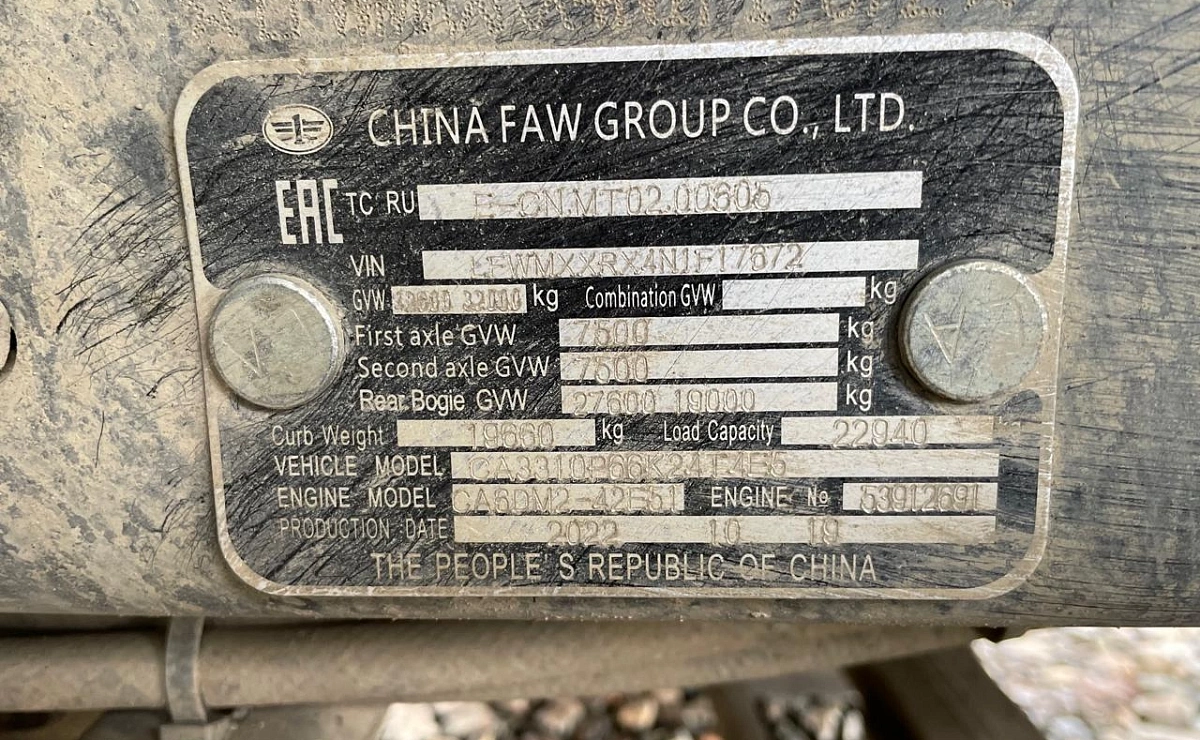 CHINA FAW GROUP CO., LTD.
EAC TC RU E-CN.MT02.00605
VIN LFWMXXRX4N1F17672
GVW 32000 kg Combination GVW kg
First axle GVW 7500 kg
Second axle GVW 7500 kg
Rear Bogie GVW 27600 19000 kg
Curb Weight 19660 kg Load Capacity 22940
VEHICLE MODEL CA3310P66K24T4E5
ENGINE MODEL CA6DM2-42E51 ENGINE № 53912691
PRODUCTION DATE 2022 10 19
THE PEOPLE'S REPUBLIC OF CHINA